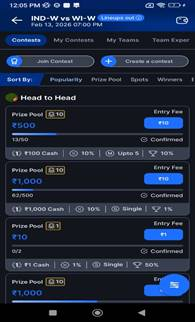 12:05 PM
IND-W vs WI-W Lineups out
Feb 13, 2026 07:00 PM
Contests My Contests My Teams Team Exper
Join Contest Create a contest
Sort By: Popularity Prize Pool Spots Winners
Head to Head
Prize Pool 10 Entry Fee
₹500 ₹10
13/50 Confirmed
₹100 Cash 10% M Upto 5 10%
Prize Pool 10 Entry Fee
₹1,000 ₹10
62/500 Confirmed
₹1,000 Cash 10% S Single 1%
Prize Pool 1 Entry Fee
₹10 ₹1
0/2 Confirmed
₹1 Cash 1% S Single 50%
Prize Pool 10
₹1,000